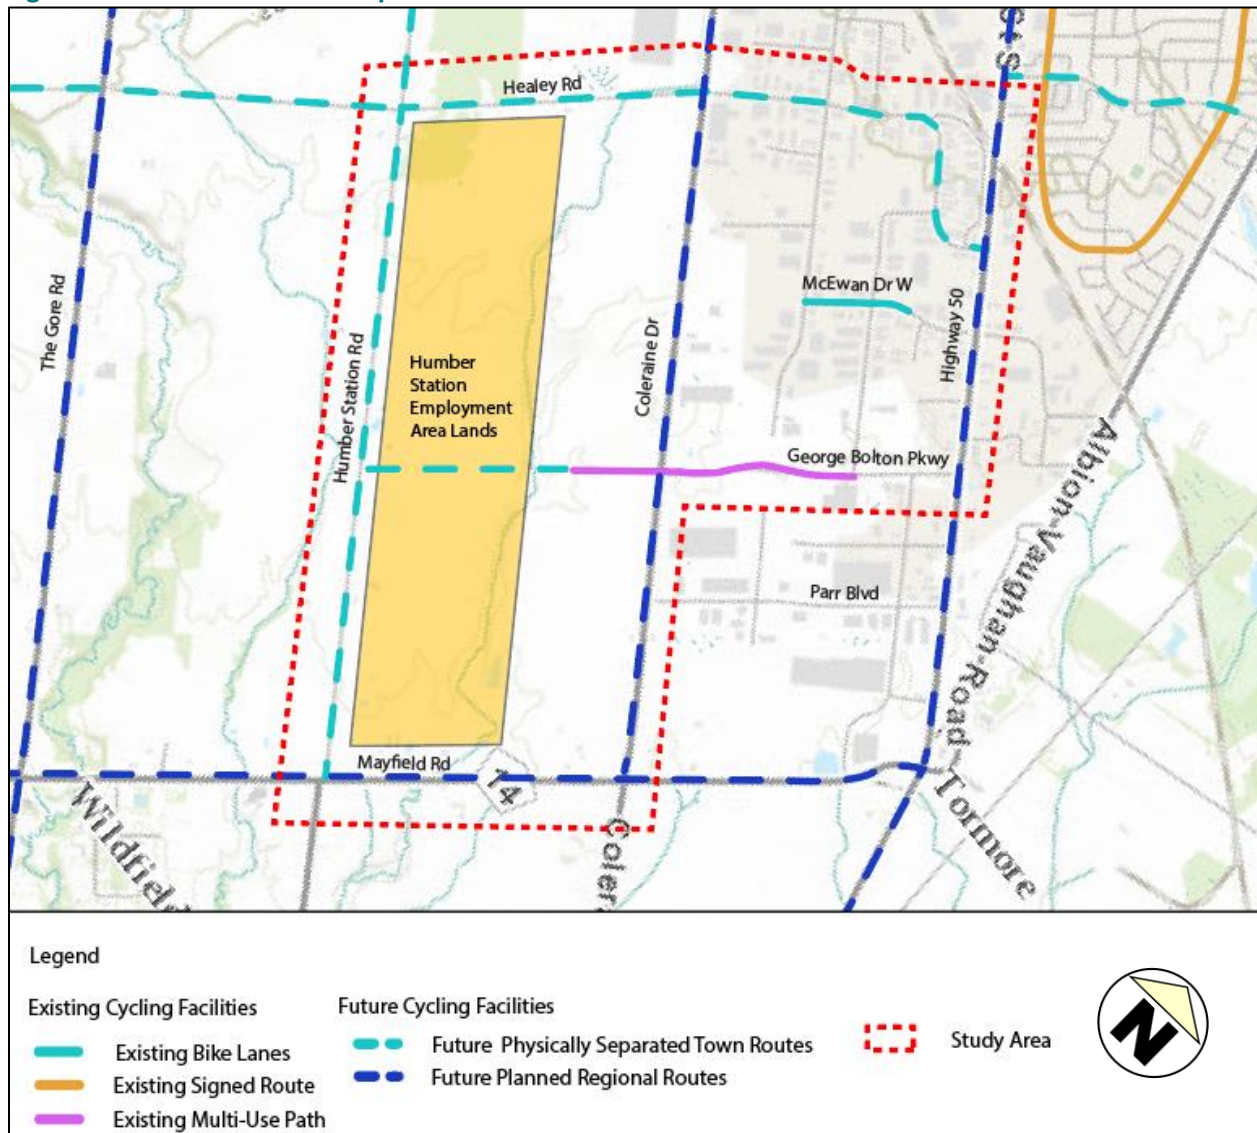 Healey Rd
McEwan Dr W
The Gore Rd
Highway 50
Coleraine Dr
Humber Station Rd
Humber
Station
Employment
Area Lands
George Bolton Pkwy
Albion-Vaughan-Road
Parr Blvd
Mayfield Rd
14
Tormore
Legend
Existing Cycling Facilities
Existing Bike Lanes
Existing Signed Route
Existing Multi-Use Path
Future Cycling Facilities
Future Physically Separated Town Routes
Future Planned Regional Routes
Study Area
N